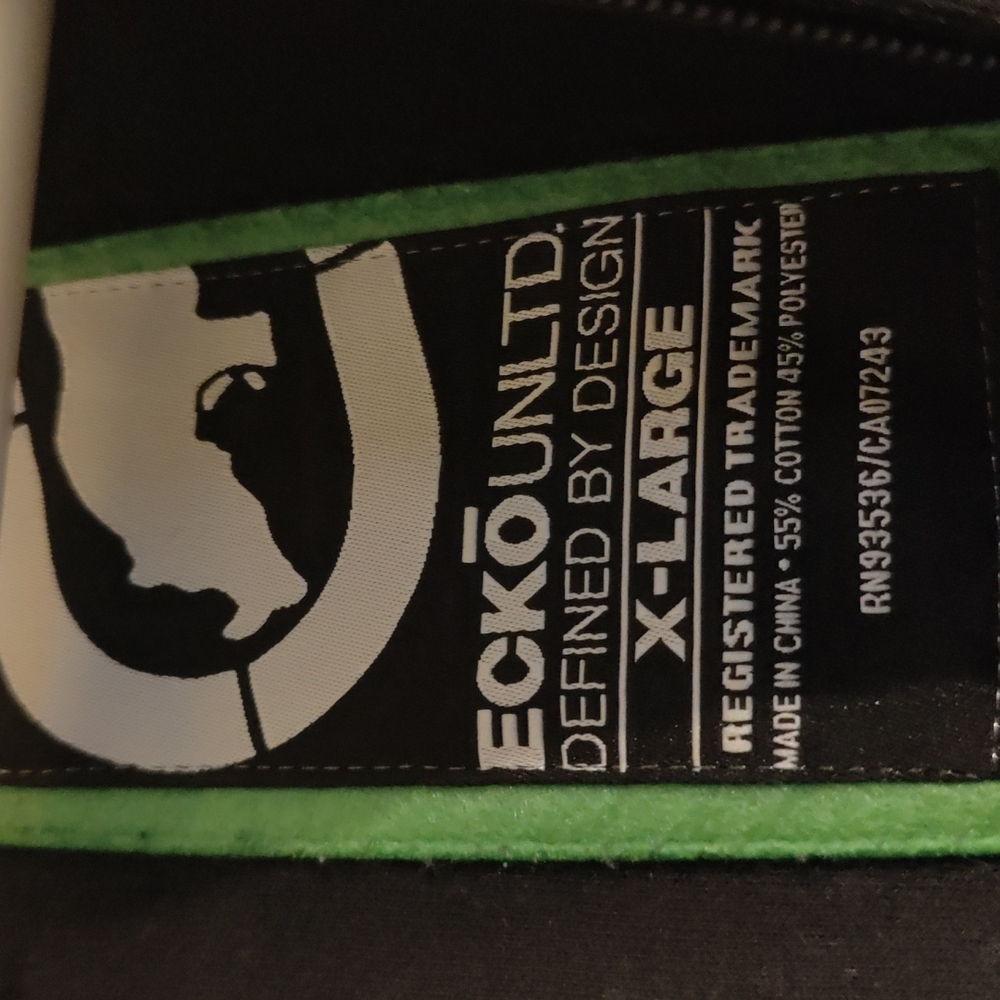 ECKŌUNLTD.
DEFINED BY DESIGN
X-LARGE
REGISTERED TRADEMARK
MADE IN CHINA • 55% COTTON 45% POLYESTER
RN93536/CA07243